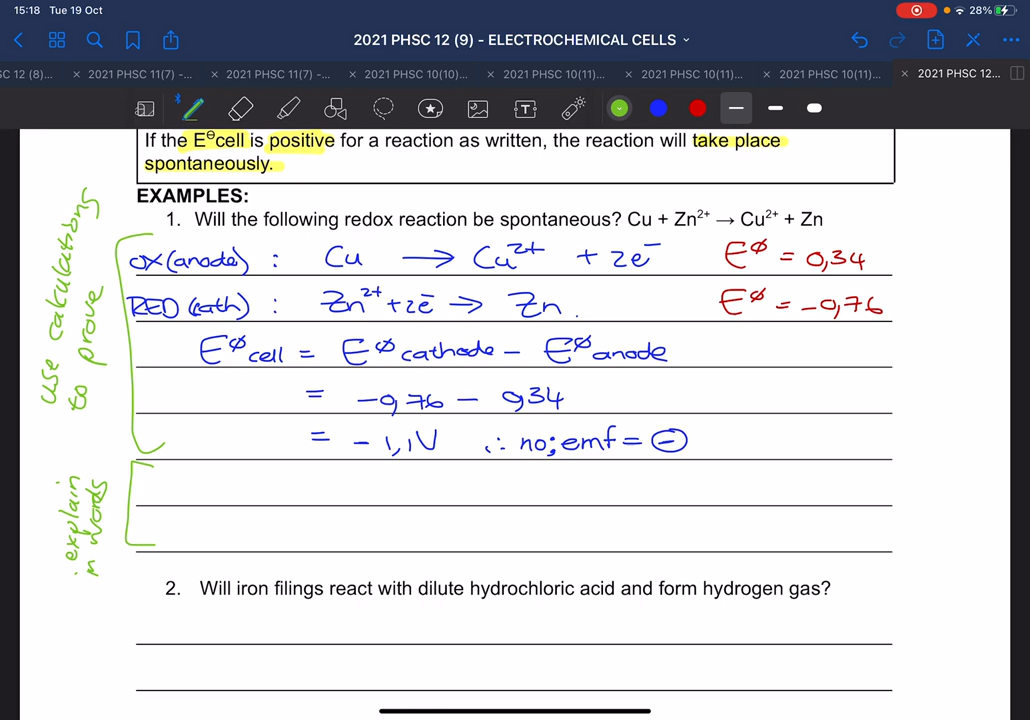 15:18 Tue 19 Oct
28%
2021 PHSC 12 (9) - ELECTROCHEMICAL CELLS
SC 12 (8)...
2021 PHSC 11(7) -...
2021 PHSC 11(7) -...
2021 PHSC 10(10)...
2021 PHSC 10(11)...
2021 PHSC 10(11)...
2021 PHSC 10(11)...
2021 PHSC 12...
If the E⦵cell is positive for a reaction as written, the reaction will take place
spontaneously.
EXAMPLES:
1. Will the following redox reaction be spontaneous? Cu + Zn²⁺ → Cu²⁺ + Zn
use calculations
to prove
OX(anode) : Cu → Cu²⁺ + 2e⁻ E⦵ = 0,34
RED(cath) : Zn²⁺ + 2e⁻ → Zn. E⦵ = -0,76
E⦵cell = E⦵cathode - E⦵anode
= -0,76 - 0,34
= -1,1V ∴ no; emf = ⊖
explain
in words
2. Will iron filings react with dilute hydrochloric acid and form hydrogen gas?